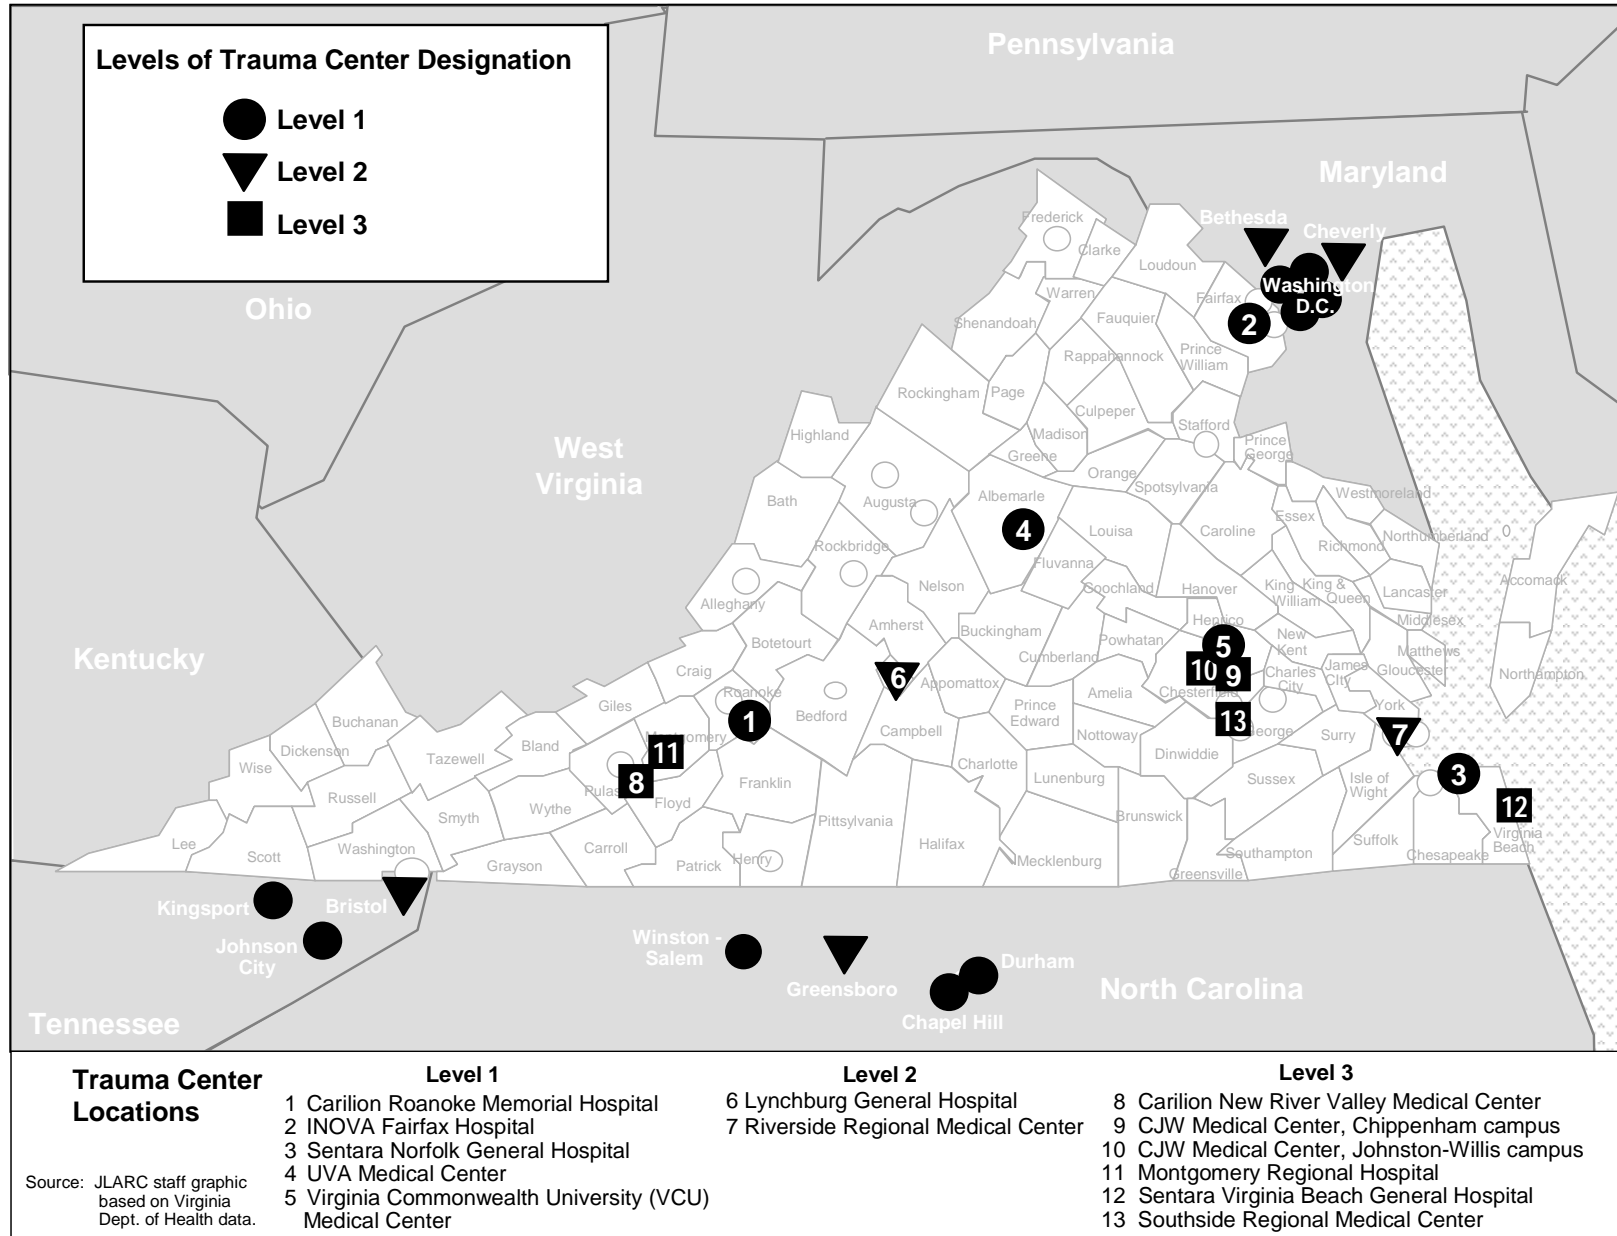 Levels of Trauma Center Designation
Level 1
Level 2
Level 3
Pennsylvania
Maryland
Ohio
West
Virginia
Kentucky
Tennessee
North Carolina
Bethesda
Cheverly
Washington
D.C.
Frederick
Clarke
Loudoun
Warren
Fairfax
2
Shenandoah
Fauquier
Rappahannock
Prince
William
Rockingham
Page
Culpeper
Stafford
Highland
Madison
Greene
Prince
George
Orange
Spotsylvania
Bath
Augusta
Albemarle
4
Westmoreland
Louisa
Caroline
Essex
Richmond
Northumberland
Rockbridge
Fluvanna
Goochland
Hanover
King
William
King &
Queen
Lancaster
Accomack
Nelson
Alleghany
Amherst
Buckingham
Powhatan
Henrico
5
New
Kent
Middlesex
Matthews
Botetourt
Craig
Cumberland
10
9
Charles
City
James
CIty
Gloucester
Northampton
6
Appomattox
Amelia
Chesterfield
Roanoke
1
Bedford
Giles
Prince
Edward
13
George
York
7
Buchanan
Montgomery
11
Campbell
Nottoway
Dinwiddie
Surry
Dickenson
Tazewell
Bland
Wise
Charlotte
Lunenburg
Sussex
Isle of
Wight
3
8
Pulas
Floyd
Franklin
Russell
Wythe
Smyth
Pittsylvania
Brunswick
12
Virginia
Beach
Lee
Scott
Washington
Grayson
Carroll
Patrick
Henry
Halifax
Mecklenburg
Greensville
Southampton
Suffolk
Chesapeake
Kingsport
Bristol
Johnson
City
Winston -
Salem
Greensboro
Durham
Chapel Hill
Trauma Center
Locations
Source: JLARC staff graphic
based on Virginia
Dept. of Health data.
Level 1
1 Carilion Roanoke Memorial Hospital
2 INOVA Fairfax Hospital
3 Sentara Norfolk General Hospital
4 UVA Medical Center
5 Virginia Commonwealth University (VCU)
Medical Center
Level 2
6 Lynchburg General Hospital
7 Riverside Regional Medical Center
Level 3
8 Carilion New River Valley Medical Center
9 CJW Medical Center, Chippenham campus
10 CJW Medical Center, Johnston-Willis campus
11 Montgomery Regional Hospital
12 Sentara Virginia Beach General Hospital
13 Southside Regional Medical Center